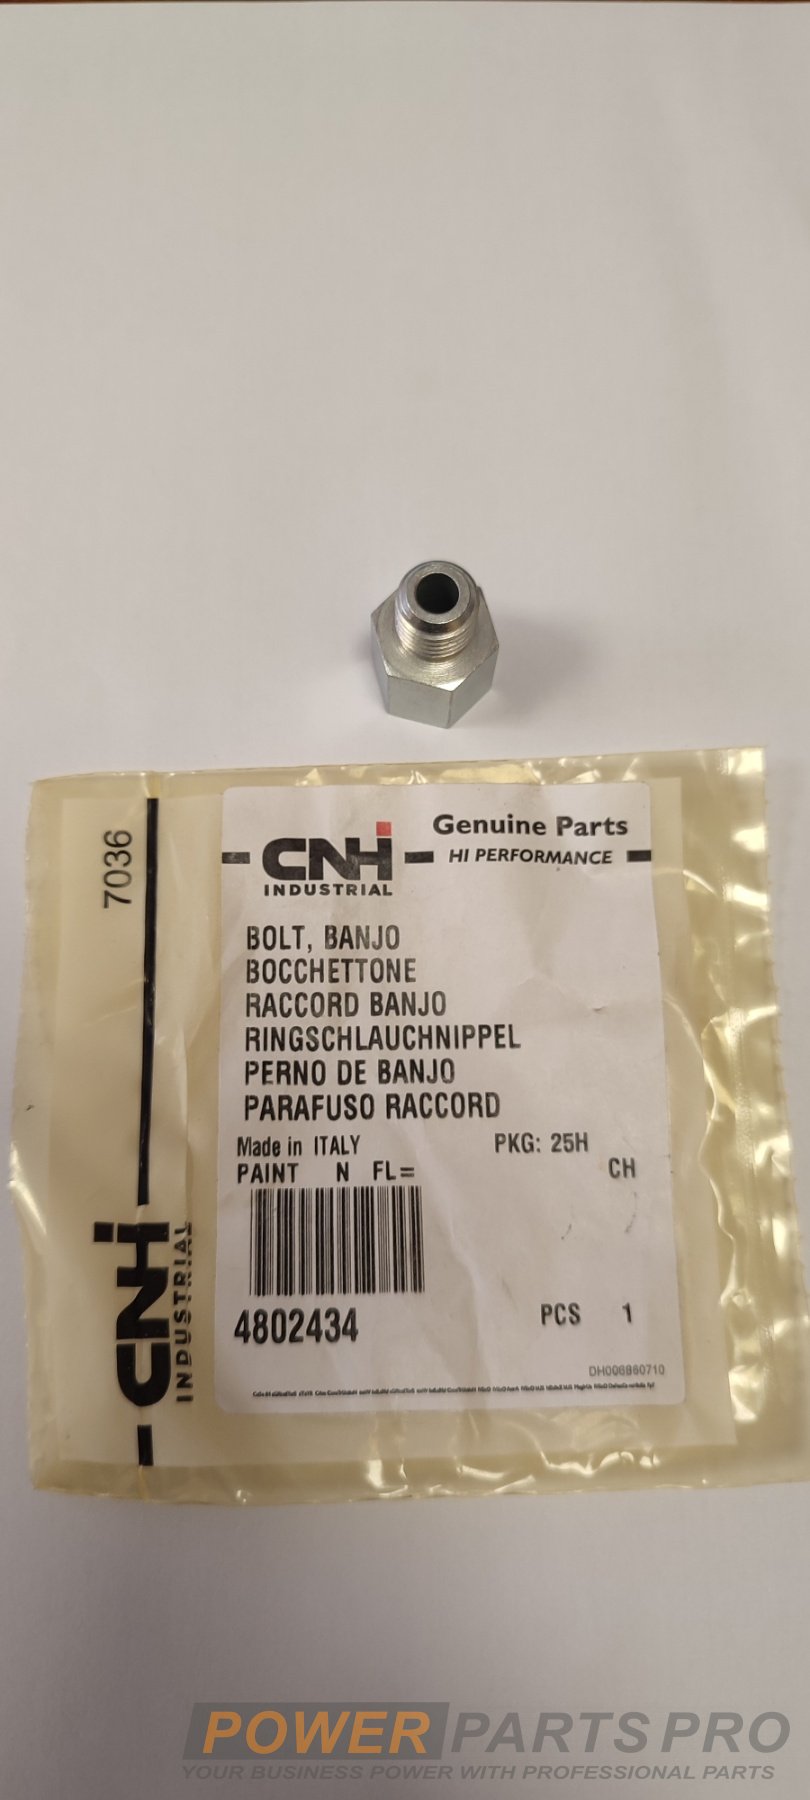 7036
CNH
INDUSTRIAL
Genuine Parts
HI PERFORMANCE
BOLT, BANJO
BOCCHETTONE
RACCORD BANJO
RINGSCHLAUCHNIPPEL
PERNO DE BANJO
PARAFUSO RACCORD
Made in ITALY PKG: 25H
PAINT N FL= CH
4802434 PCS 1
DH006860710
CNH
INDUSTRIAL
POWER PARTS PRO
YOUR BUSINESS POWER WITH PROFESSIONAL PARTS